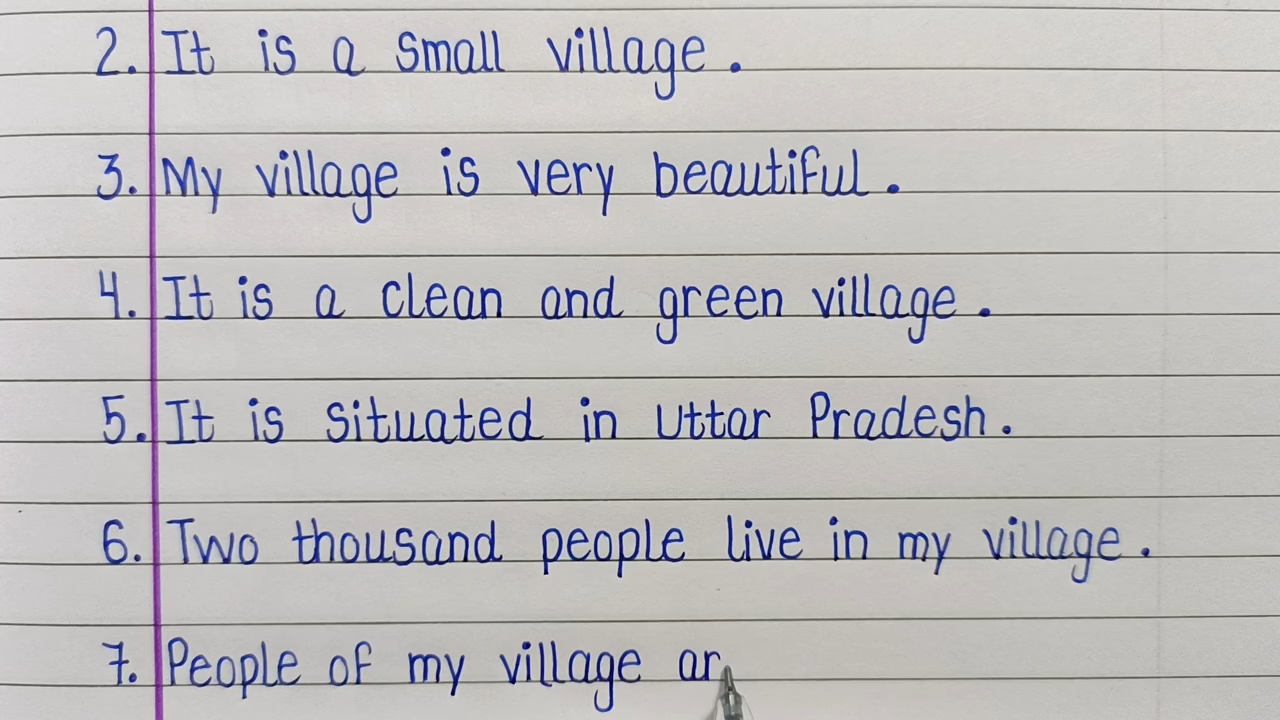 2. It is a small village.
3. My village is very beautiful.
4. It is a clean and green village.
5. It is situated in Uttar Pradesh.
6. Two thousand people live in my village.
7. People of my village ar